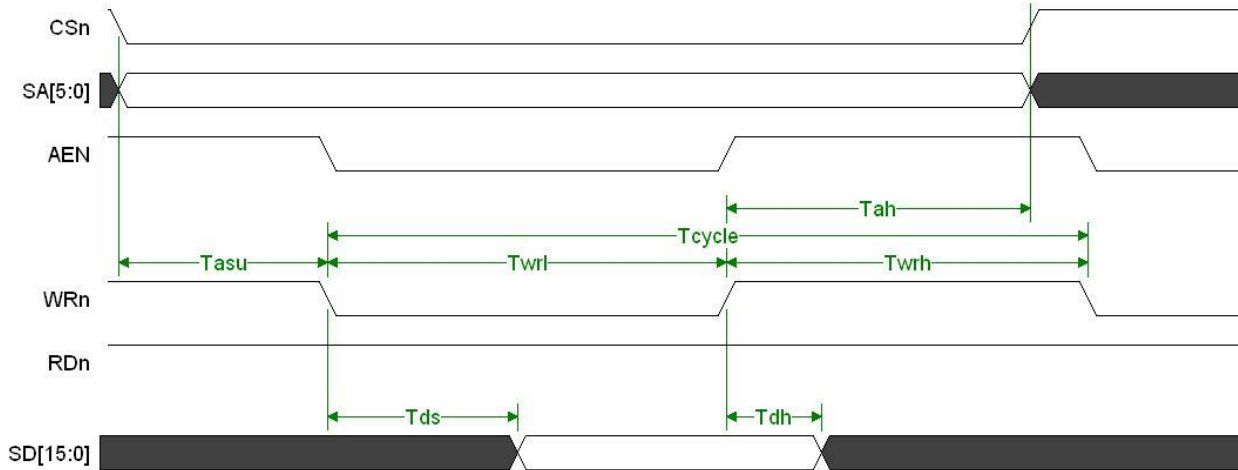 CSn
SA[5:0]
AEN
Tah
Tcycle
Tasu Twrl Twrh
WRn
RDn
Tds Tdh
SD[15:0]